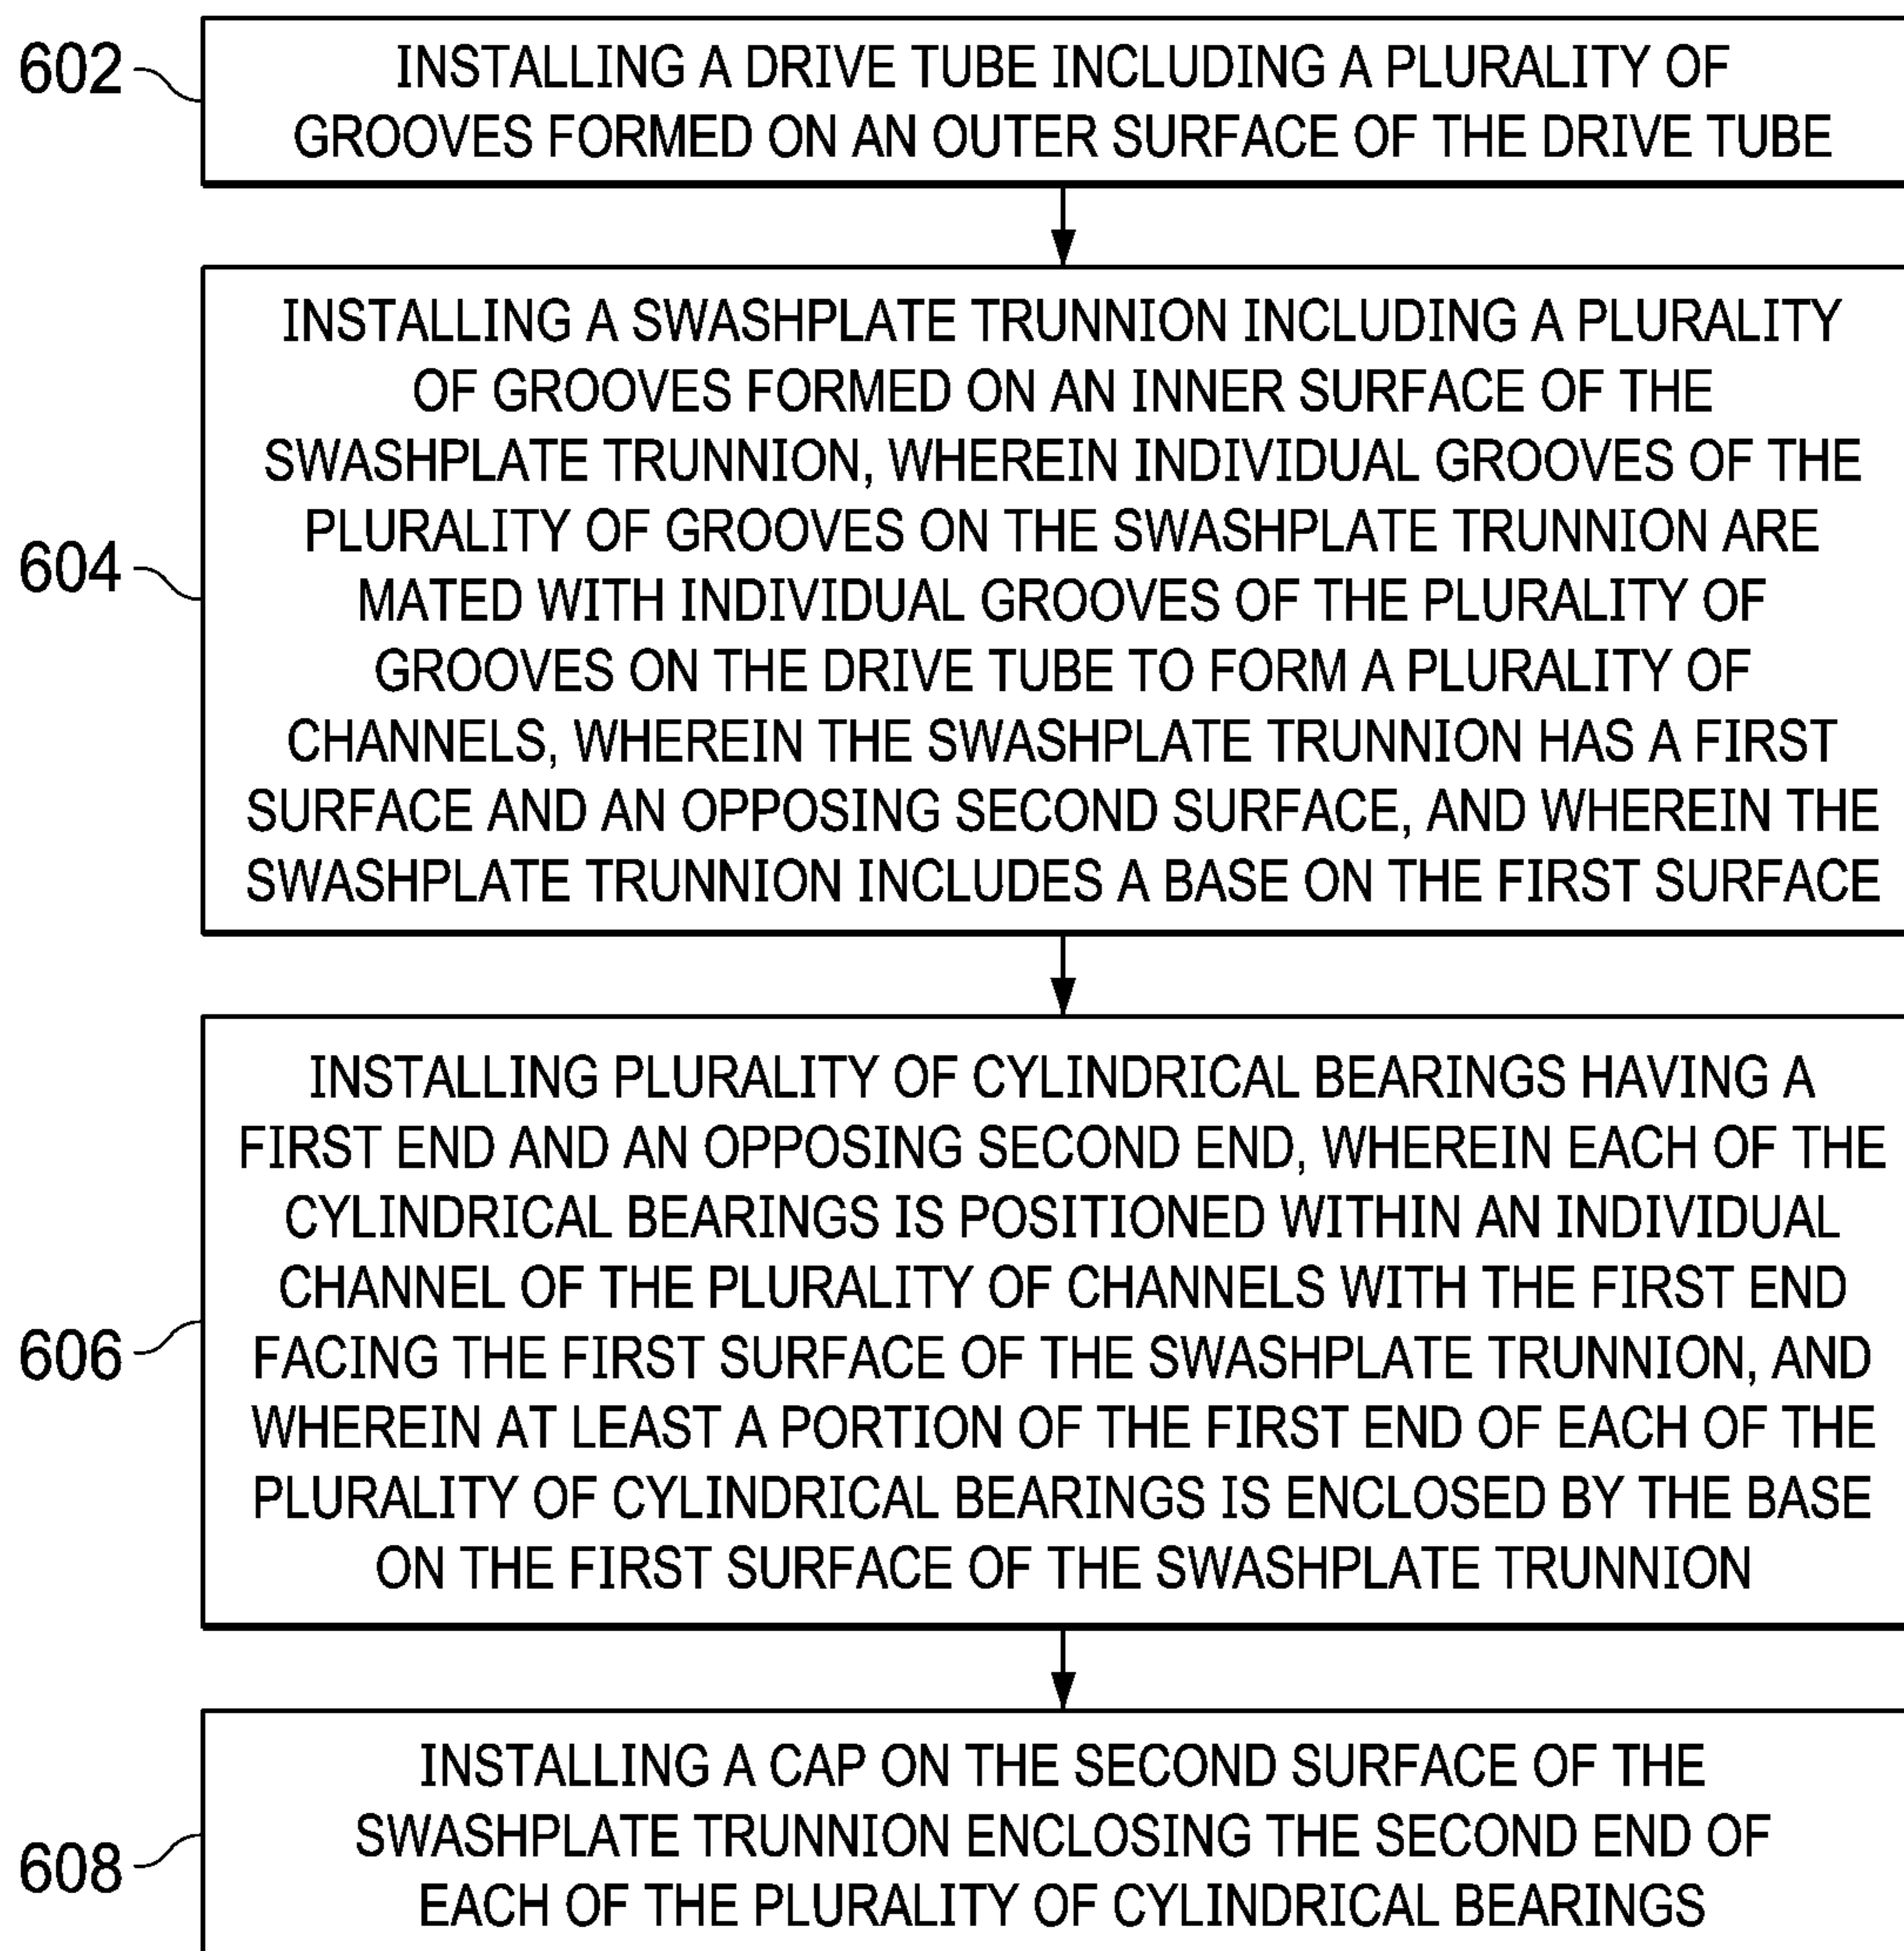 602
INSTALLING A DRIVE TUBE INCLUDING A PLURALITY OF
GROOVES FORMED ON AN OUTER SURFACE OF THE DRIVE TUBE
604
INSTALLING A SWASHPLATE TRUNNION INCLUDING A PLURALITY
OF GROOVES FORMED ON AN INNER SURFACE OF THE
SWASHPLATE TRUNNION, WHEREIN INDIVIDUAL GROOVES OF THE
PLURALITY OF GROOVES ON THE SWASHPLATE TRUNNION ARE
MATED WITH INDIVIDUAL GROOVES OF THE PLURALITY OF
GROOVES ON THE DRIVE TUBE TO FORM A PLURALITY OF
CHANNELS, WHEREIN THE SWASHPLATE TRUNNION HAS A FIRST
SURFACE AND AN OPPOSING SECOND SURFACE, AND WHEREIN THE
SWASHPLATE TRUNNION INCLUDES A BASE ON THE FIRST SURFACE
606
INSTALLING PLURALITY OF CYLINDRICAL BEARINGS HAVING A
FIRST END AND AN OPPOSING SECOND END, WHEREIN EACH OF THE
CYLINDRICAL BEARINGS IS POSITIONED WITHIN AN INDIVIDUAL
CHANNEL OF THE PLURALITY OF CHANNELS WITH THE FIRST END
FACING THE FIRST SURFACE OF THE SWASHPLATE TRUNNION, AND
WHEREIN AT LEAST A PORTION OF THE FIRST END OF EACH OF THE
PLURALITY OF CYLINDRICAL BEARINGS IS ENCLOSED BY THE BASE
ON THE FIRST SURFACE OF THE SWASHPLATE TRUNNION
608
INSTALLING A CAP ON THE SECOND SURFACE OF THE
SWASHPLATE TRUNNION ENCLOSING THE SECOND END OF
EACH OF THE PLURALITY OF CYLINDRICAL BEARINGS